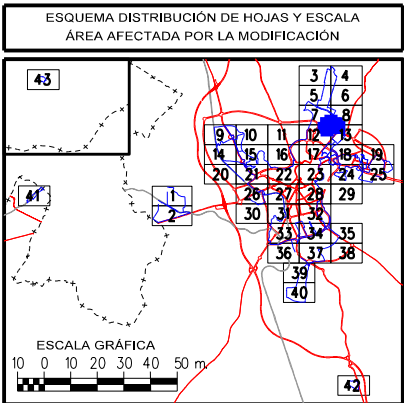 ESQUEMA DISTRIBUCIÓN DE HOJAS Y ESCALA
ÁREA AFECTADA POR LA MODIFICACIÓN
43
3 4
5 6
7 8
9 10 11 12 13
14 15 16 17 18 19
20 21 22 23 24 25
41
1
2
26 27 28 29
30 31 32
33 34 35
36 37 38
39
40
ESCALA GRÁFICA
10 0 10 20 30 40 50 m.
42